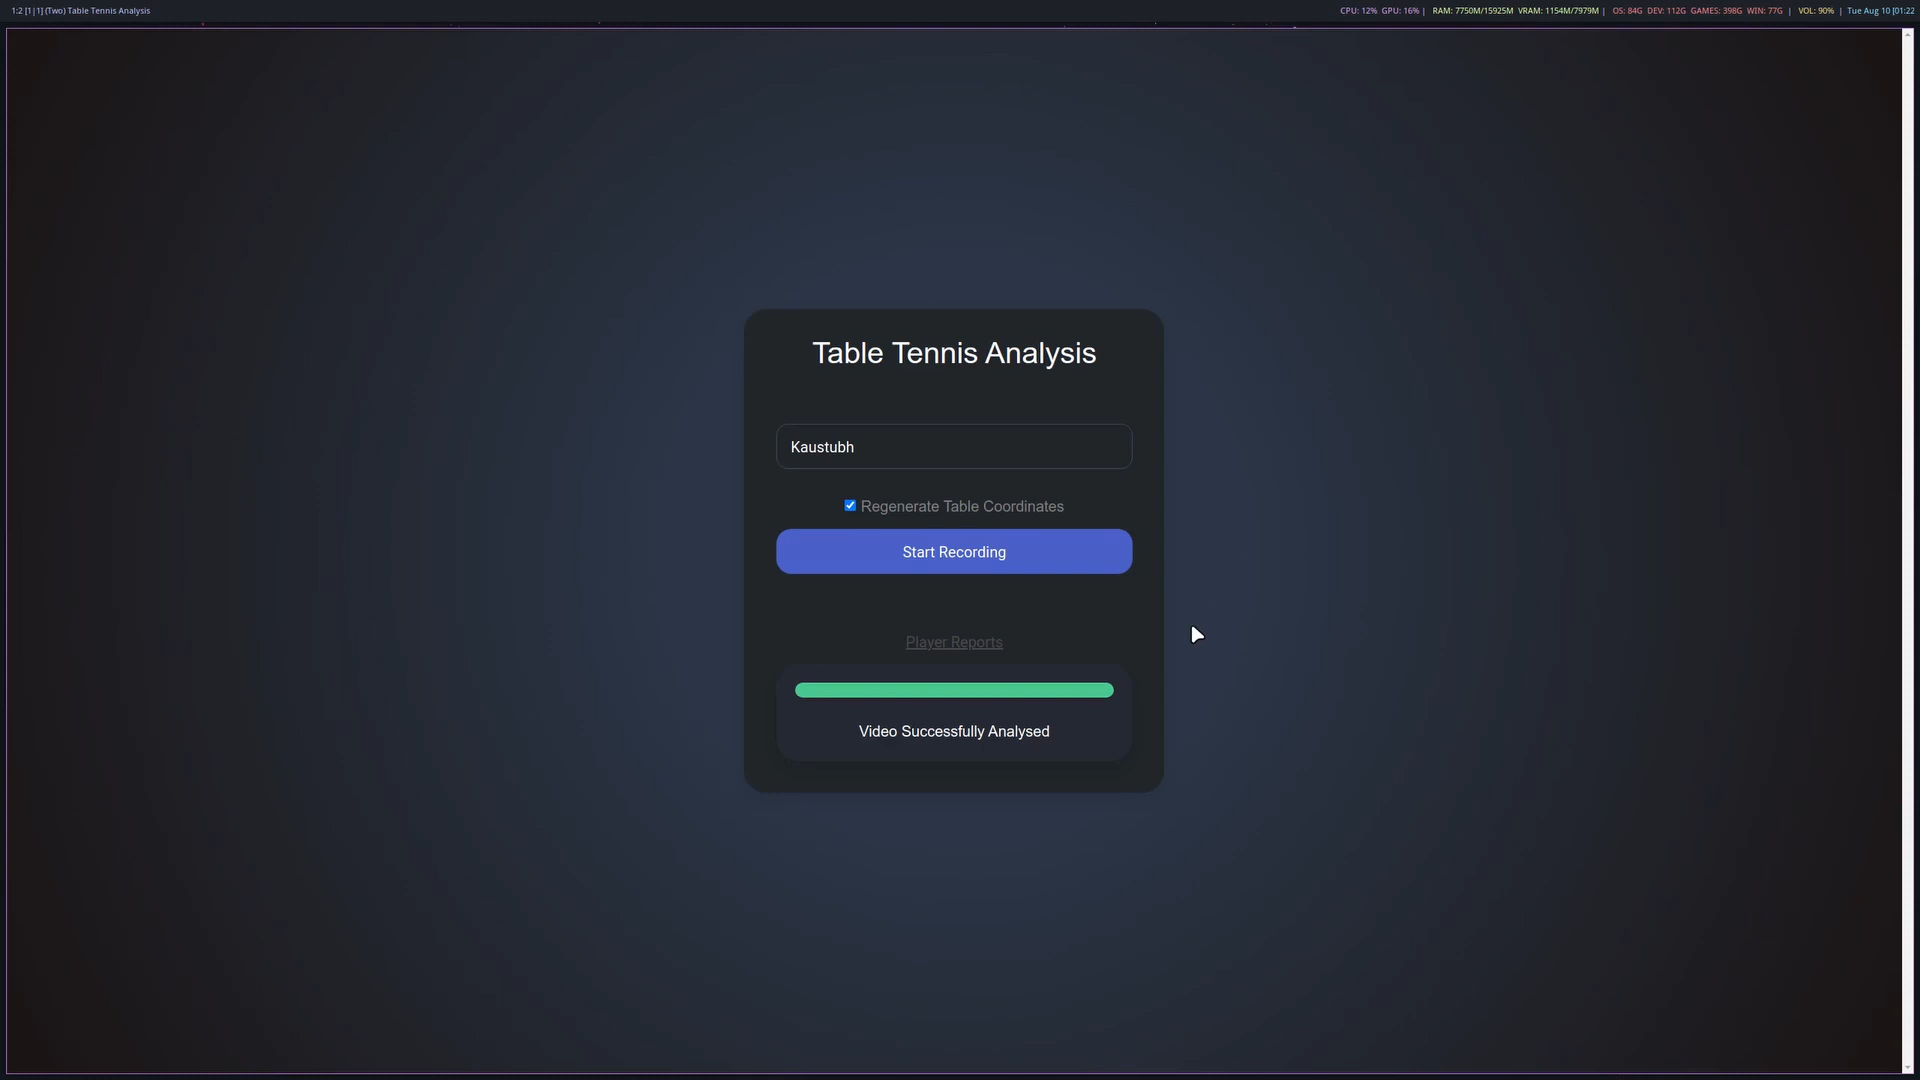 1:2 [1|1] (Two) Table Tennis Analysis
CPU: 12% GPU: 16% | RAM: 7750M/15925M VRAM: 1154M/7979M | OS: 84G DEV: 112G GAMES: 398G WIN: 77G | VOL: 90% | Tue Aug 10 [01:22
Table Tennis Analysis
Kaustubh
Regenerate Table Coordinates
Start Recording
Player Reports
Video Successfully Analysed